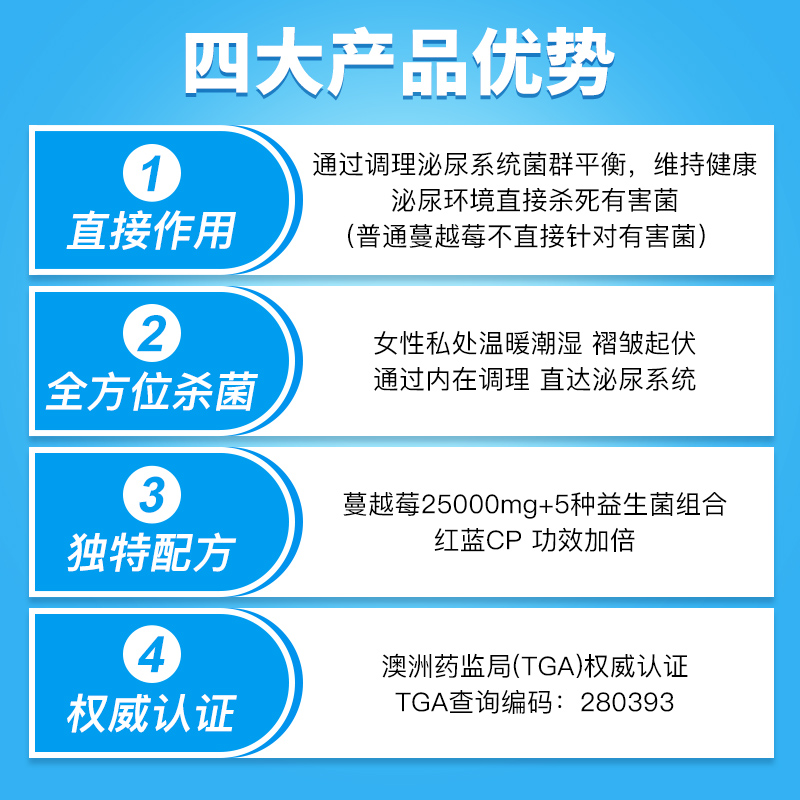 四大产品优势
1
直接作用
通过调理泌尿系统菌群平衡，维持健康
泌尿环境直接杀死有害菌
（普通蔓越莓不直接针对有害菌）
2
全方位杀菌
女性私处温暖潮湿 褶皱起伏
通过内在调理 直达泌尿系统
3
独特配方
蔓越莓25000mg+5种益生菌组合
红蓝CP 功效加倍
4
权威认证
澳洲药监局(TGA)权威认证
TGA查询编码：280393